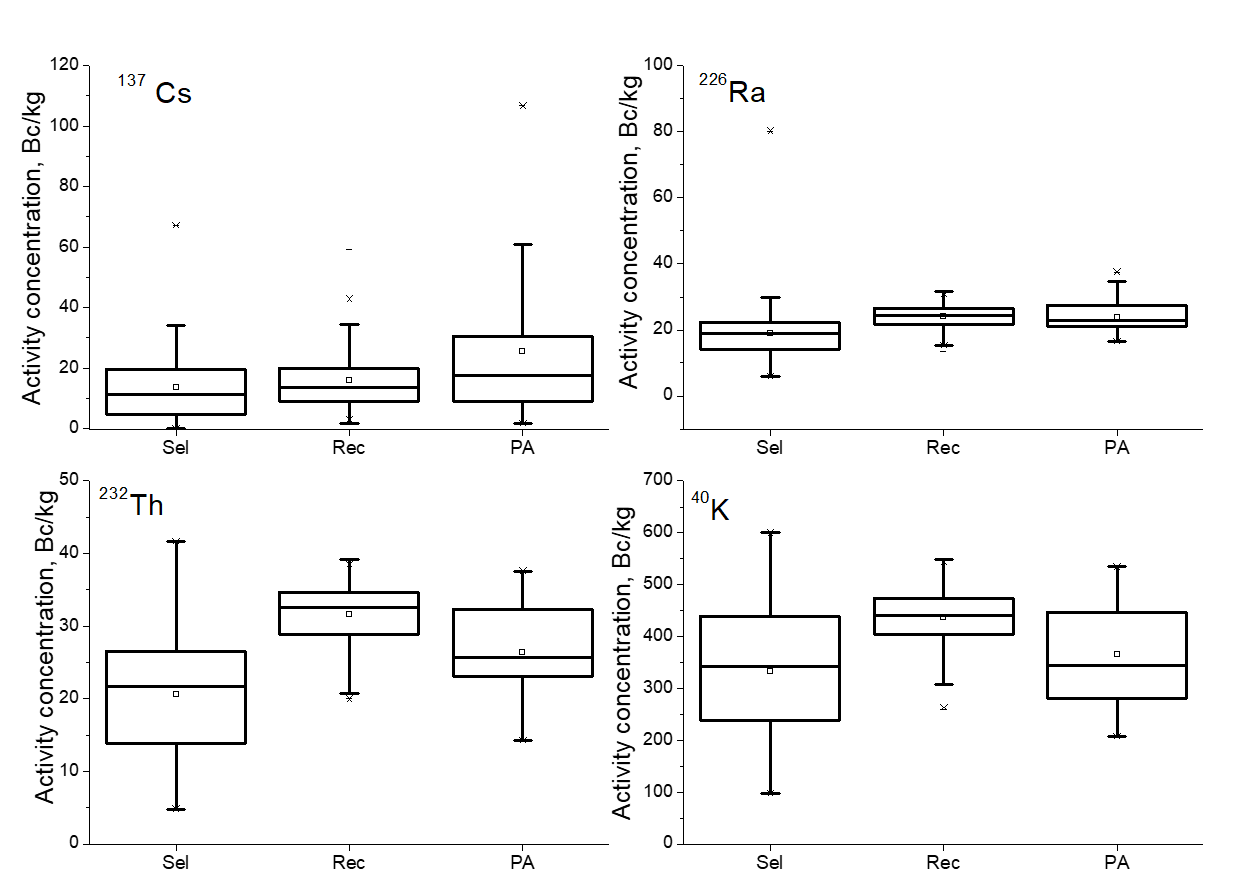 ¹³⁷ Cs
Activity concentration, Bc/kg
120
100
80
60
40
20
0
Sel Rec PA
²²⁶Ra
Activity concentration, Bc/kg
100
80
60
40
20
0
Sel Rec PA
²³²Th
Activity concentration, Bc/kg
50
40
30
20
10
0
Sel Rec PA
⁴⁰K
Activity concentration, Bc/kg
700
600
500
400
300
200
100
0
Sel Rec PA